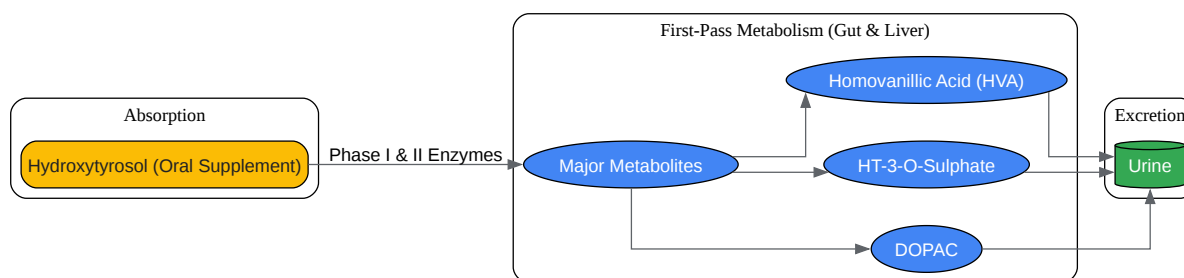 First-Pass Metabolism (Gut & Liver)
Homovanillic Acid (HVA)
Absorption
Excretion
Hydroxytyrosol (Oral Supplement)
Phase I & II Enzymes
Major Metabolites
HT-3-O-Sulphate
Urine
DOPAC